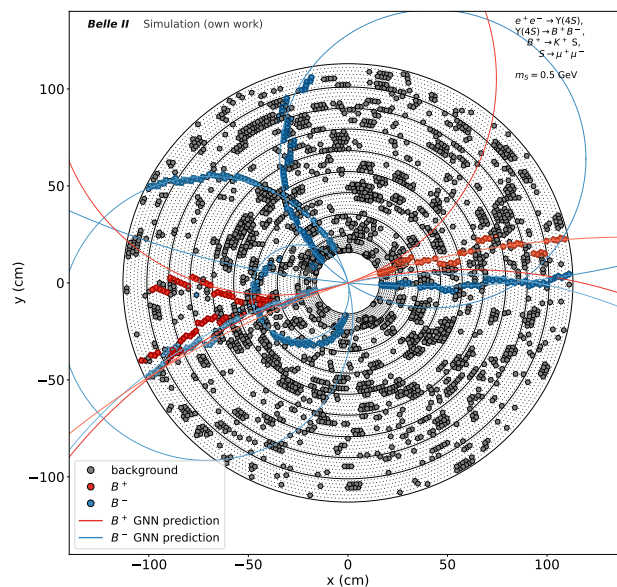 Belle II Simulation (own work)
e⁺e⁻ → Υ(4S),
Υ(4S) → B⁺B⁻,
B⁺ → K⁺ S,
S → μ⁺μ⁻
m_S = 0.5 GeV
y (cm)
100
50
0
−50
−100
background
B⁺
B⁻
B⁺ GNN prediction
B⁻ GNN prediction
−100 −50 0 50 100
x (cm)